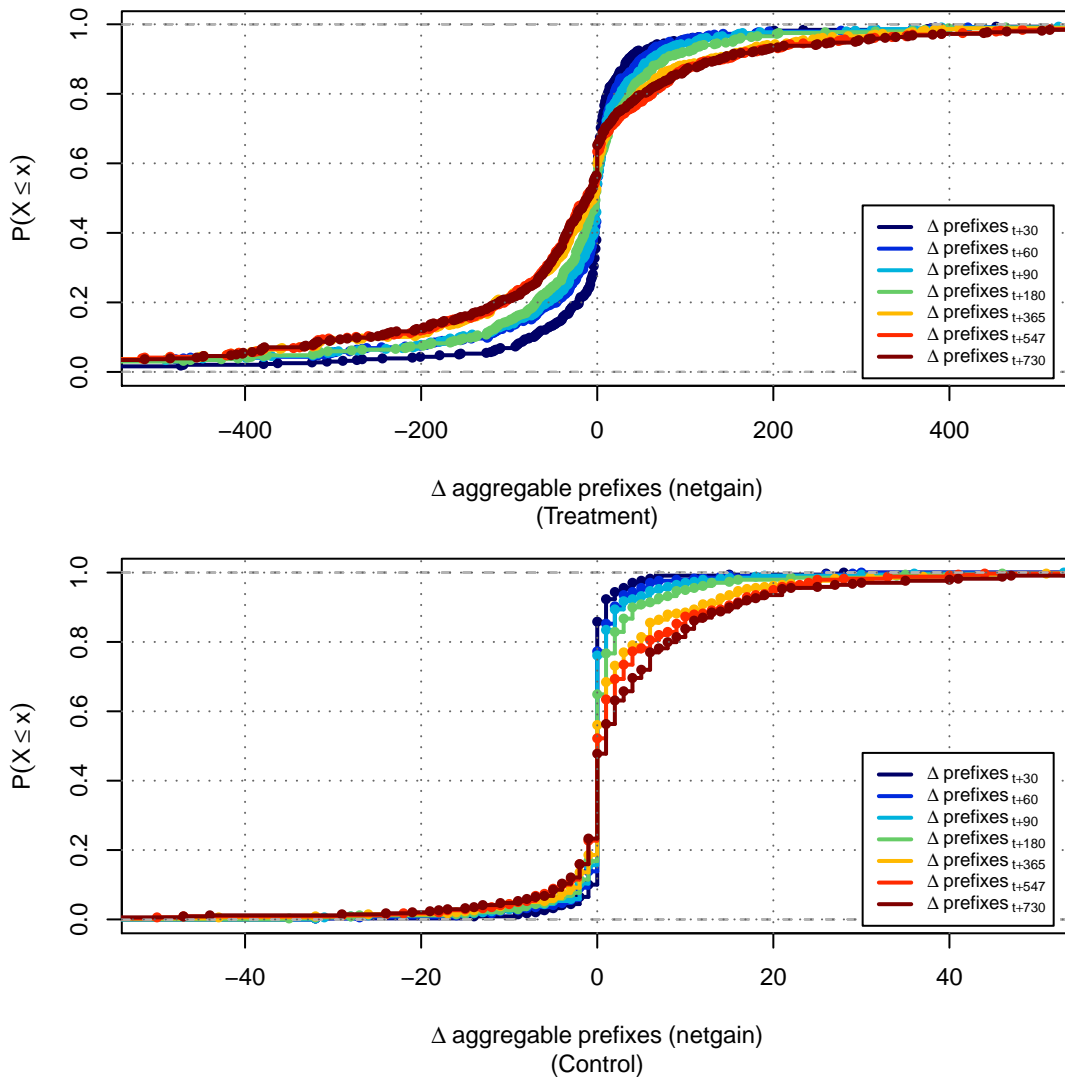 1.0
0.8
0.6
0.4
0.2
0.0
P(X ≤ x)
Δ prefixes t+30
Δ prefixes t+60
Δ prefixes t+90
Δ prefixes t+180
Δ prefixes t+365
Δ prefixes t+547
Δ prefixes t+730
−400 −200 0 200 400
Δ aggregable prefixes (netgain)
(Treatment)
1.0
0.8
0.6
0.4
0.2
0.0
P(X ≤ x)
Δ prefixes t+30
Δ prefixes t+60
Δ prefixes t+90
Δ prefixes t+180
Δ prefixes t+365
Δ prefixes t+547
Δ prefixes t+730
−40 −20 0 20 40
Δ aggregable prefixes (netgain)
(Control)